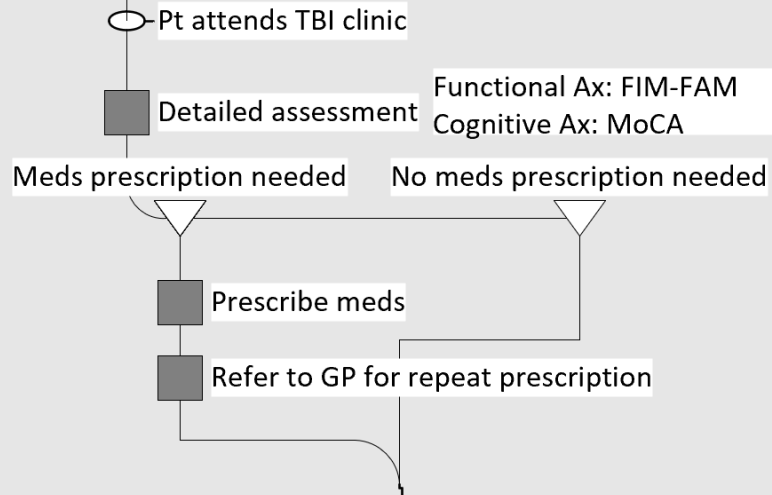 Pt attends TBI clinic
Detailed assessment
Functional Ax: FIM-FAM
Cognitive Ax: MoCA
Meds prescription needed
No meds prescription needed
Prescribe meds
Refer to GP for repeat prescription